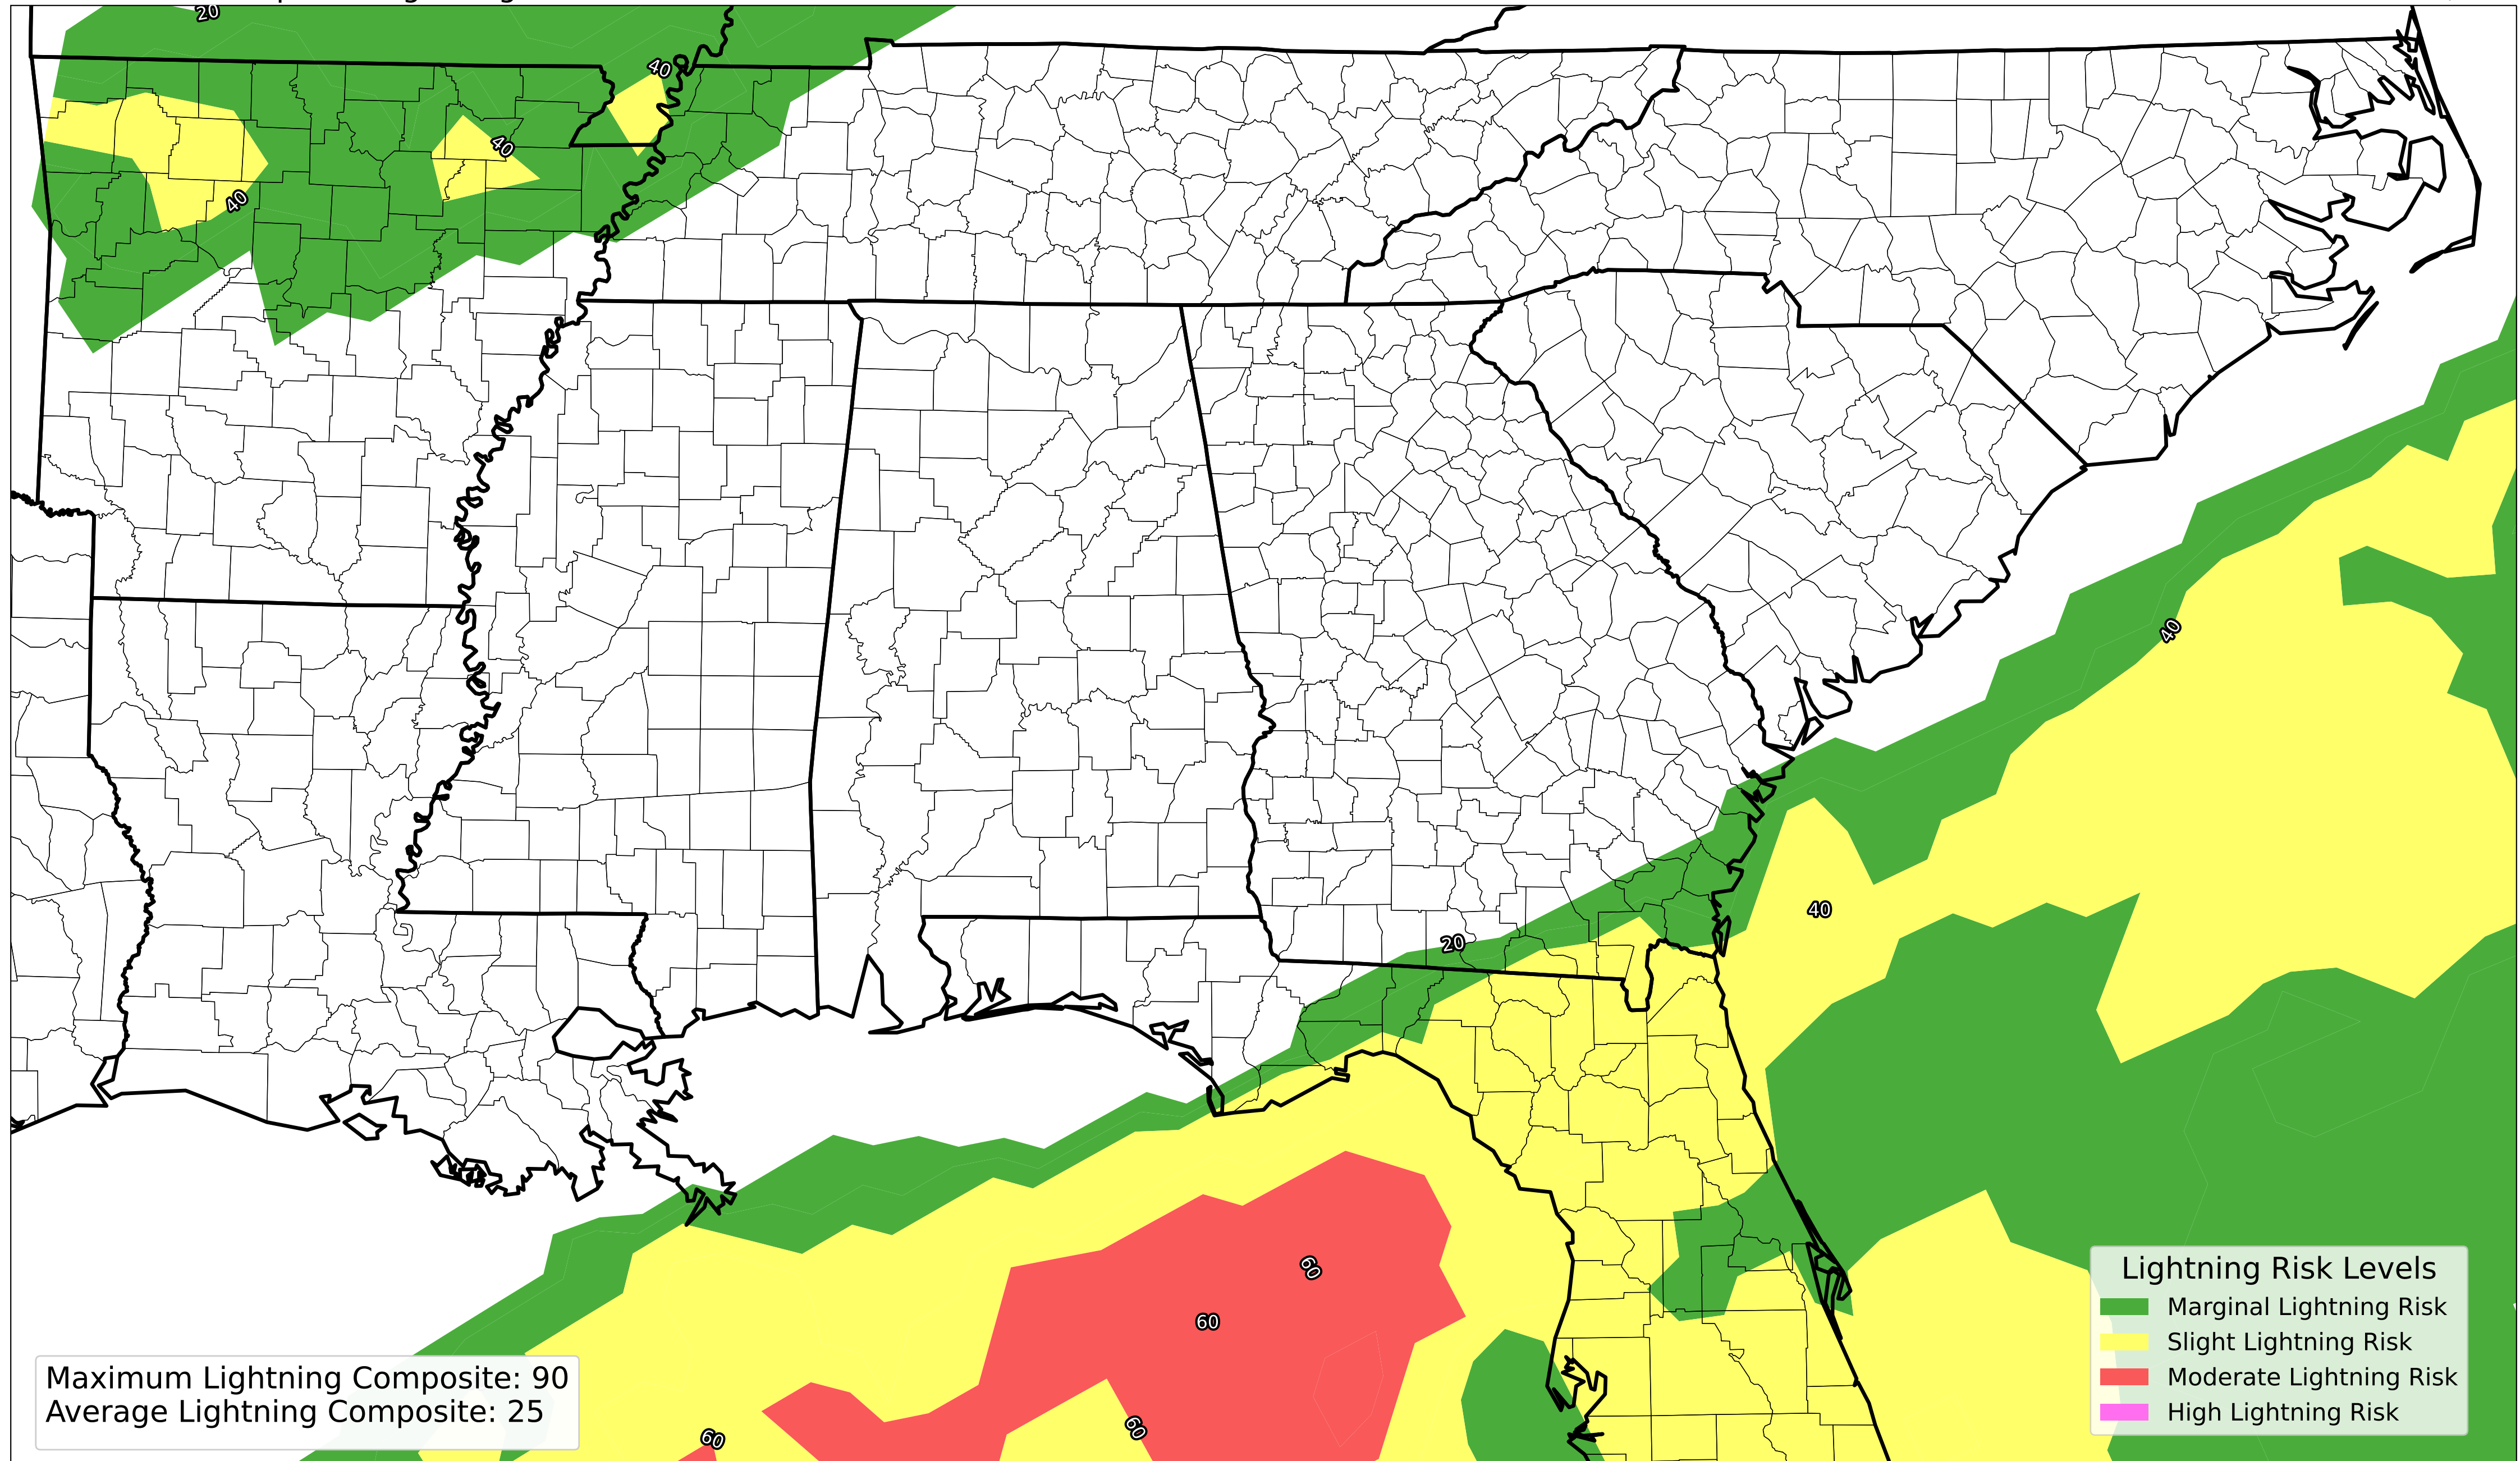 20
40
40
40
40
40
20
60
60
60
60
Lightning Risk Levels
Marginal Lightning Risk
Slight Lightning Risk
Moderate Lightning Risk
High Lightning Risk
Maximum Lightning Composite: 90
Average Lightning Composite: 25